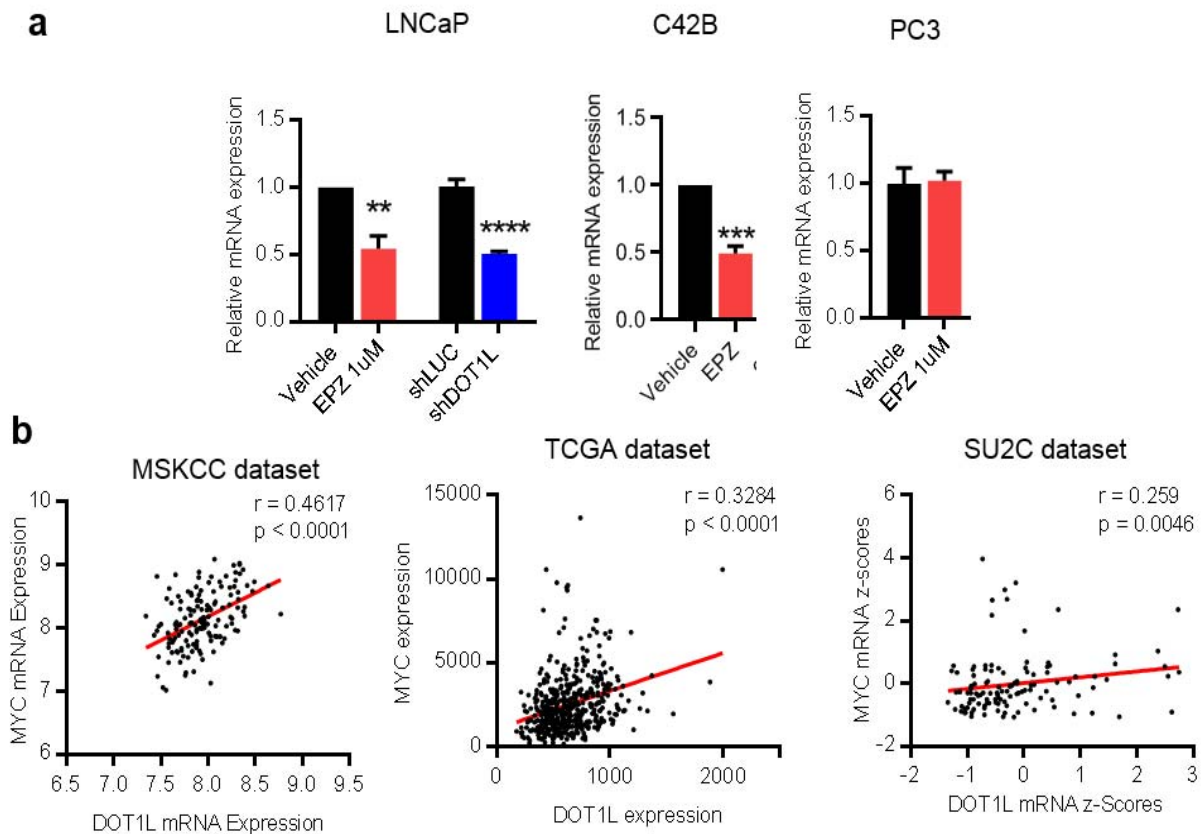 a
LNCaP
C42B
PC3
Relative mRNA expression
1.5
1.0
0.5
0.0
**
****
Vehicle
EPZ 1uM
shLUC
shDOT1L
Relative mRNA expression
1.5
1.0
0.5
0.0
***
Vehicle
EPZ
Relative mRNA expression
1.5
1.0
0.5
0.0
Vehicle
EPZ 1uM
b
MSKCC dataset
r = 0.4617
p < 0.0001
MYC mRNA Expression
10
9
8
7
6
6.5 7.0 7.5 8.0 8.5 9.0 9.5
DOT1L mRNA Expression
TCGA dataset
r = 0.3284
p < 0.0001
MYC expression
15000
10000
5000
0
0 1000 2000
DOT1L expression
SU2C dataset
r = 0.259
p = 0.0046
MYC mRNA z-scores
6
4
2
0
-2
-2 -1 0 1 2 3
DOT1L mRNA z-Scores